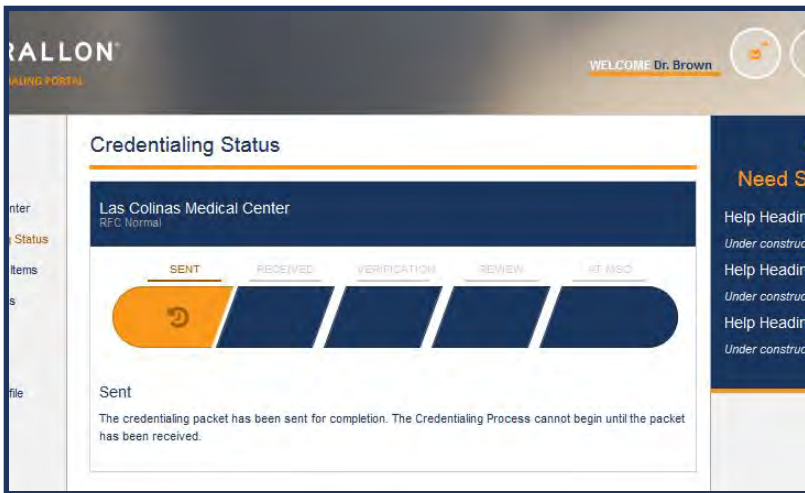 RALLON
IALING PORTAL
WELCOME Dr. Brown
Credentialing Status
Need S
nter
Las Colinas Medical Center
RFC Normal
Help Headin
g Status
Under construc
Items
SENT RECEIVED VERIFICATION REVIEW AT MSO
Help Headin
s
Under construc
Help Headin
Under construc
file
Sent
The credentialing packet has been sent for completion. The Credentialing Process cannot begin until the packet
has been received.